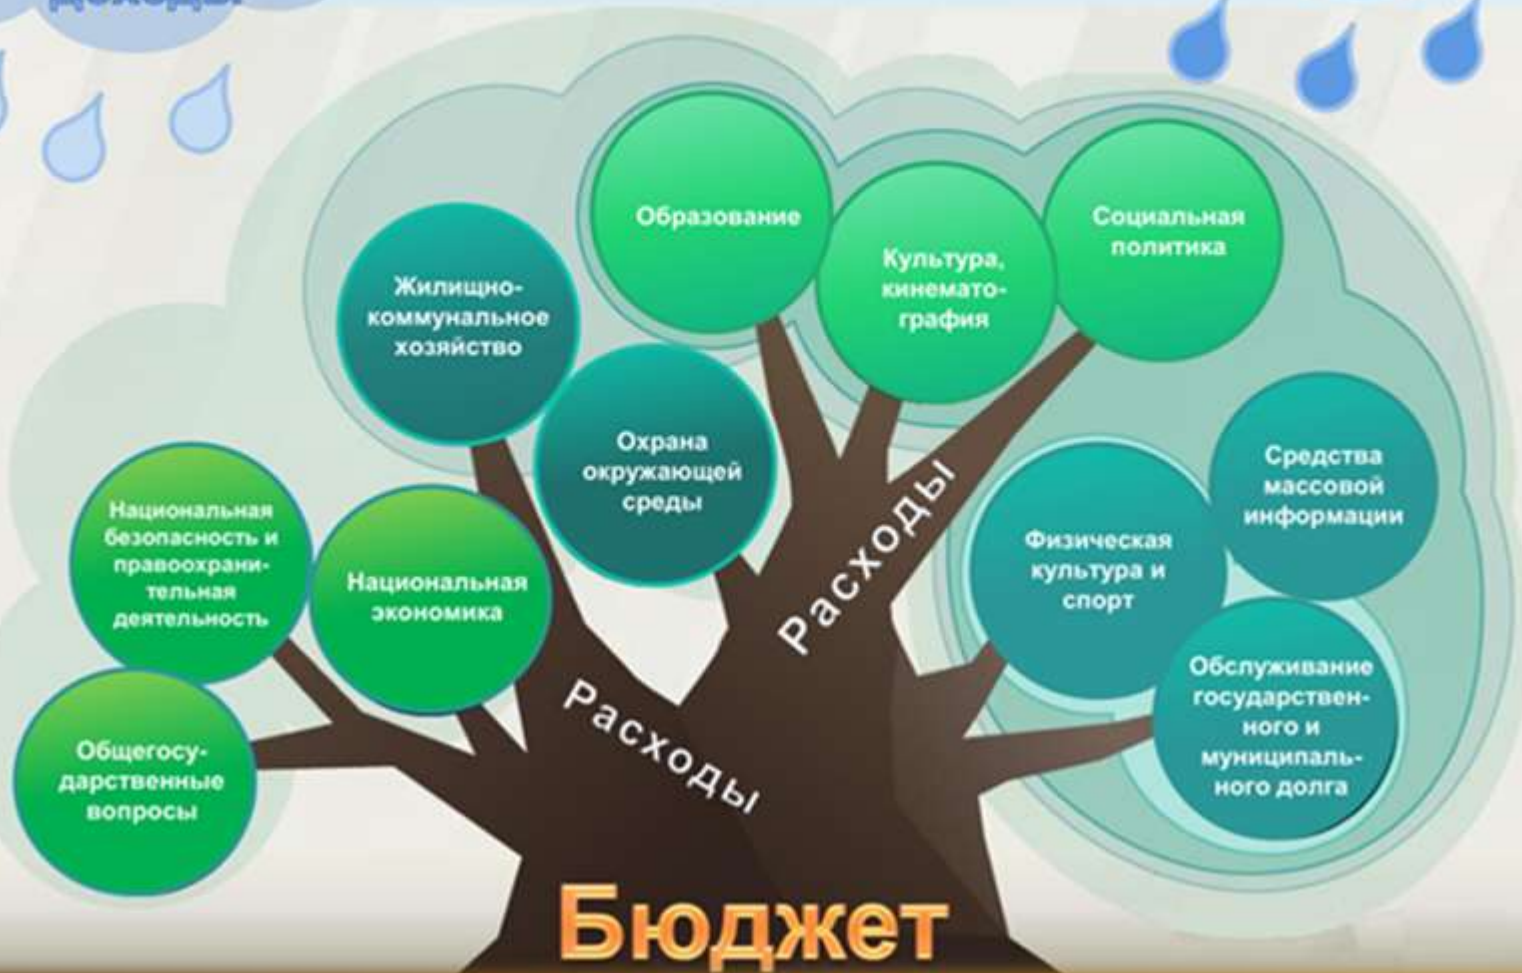 доходы
Образование
Социальная
политика
Культура,
кинемато-
графия
Жилищно-
коммунальное
хозяйство
Охрана
окружающей
среды
Средства
массовой
информации
Национальная
безопасность и
правоохрани-
тельная
деятельность
Национальная
экономика
Физическая
культура и
спорт
Расходы
Расходы
Обслуживание
государствен-
ного и
муниципаль-
ного долга
Общегосу-
дарственные
вопросы
Бюджет